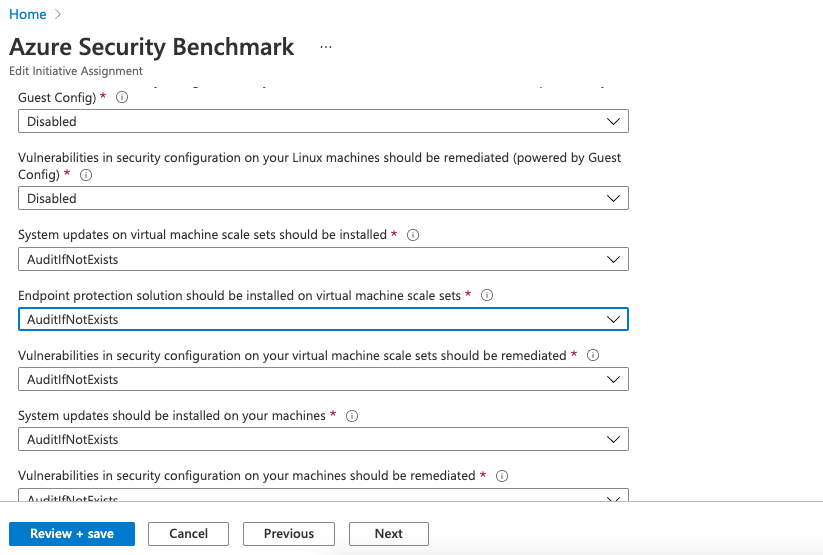 Home
Azure Security Benchmark ...
Edit Initiative Assignment
Guest Config) *
Disabled
Vulnerabilities in security configuration on your Linux machines should be remediated (powered by Guest
Config) *
Disabled
System updates on virtual machine scale sets should be installed *
AuditIfNotExists
Endpoint protection solution should be installed on virtual machine scale sets *
AuditIfNotExists
Vulnerabilities in security configuration on your virtual machine scale sets should be remediated *
AuditIfNotExists
System updates should be installed on your machines *
AuditIfNotExists
Vulnerabilities in security configuration on your machines should be remediated *
AuditIfNotExists
Review + save
Cancel
Previous
Next